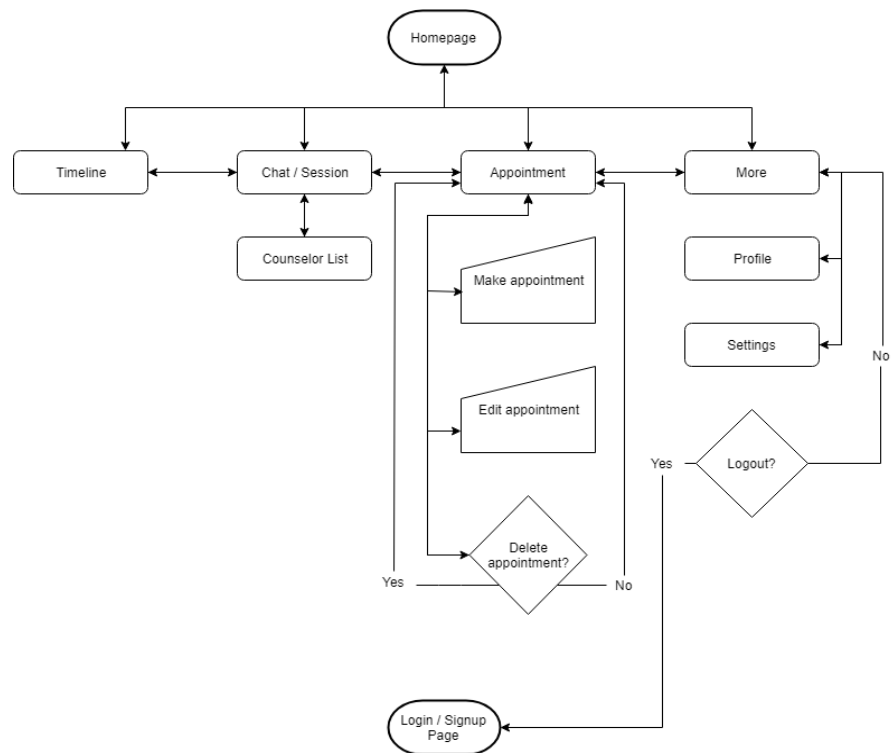 Homepage
Timeline
Chat / Session
Appointment
More
Counselor List
Profile
Make appointment
Settings
No
Edit appointment
Yes
Logout?
Delete
appointment?
Yes
No
Login / Signup
Page